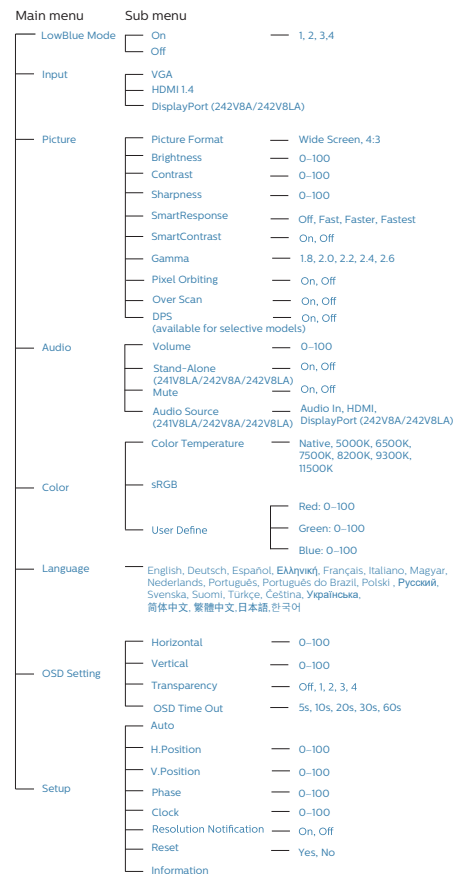 Main menu Sub menu
LowBlue Mode On 1, 2, 3,4
Off
Input VGA
HDMI 1.4
DisplayPort (242V8A/242V8LA)
Picture Picture Format Wide Screen, 4:3
Brightness 0–100
Contrast 0–100
Sharpness 0–100
SmartResponse Off, Fast, Faster, Fastest
SmartContrast On, Off
Gamma 1.8, 2.0, 2.2, 2.4, 2.6
Pixel Orbiting On, Off
Over Scan On, Off
DPS On, Off
(available for selective models)
Audio Volume 0–100
Stand-Alone On, Off
(241V8LA/242V8A/242V8LA)
Mute On, Off
Audio Source Audio In, HDMI,
(241V8LA/242V8A/242V8LA) DisplayPort (242V8A/242V8LA)
Color Temperature Native, 5000K, 6500K,
7500K, 8200K, 9300K,
11500K
Color sRGB
Red: 0–100
User Define Green: 0–100
Blue: 0–100
Language English, Deutsch, Español, Ελληνική, Français, Italiano, Magyar,
Nederlands, Português, Português do Brazil, Polski , Русский,
Svenska, Suomi, Türkçe, Čeština, Українська,
简体中文, 繁體中文,日本語,한국어
Horizontal 0–100
Vertical 0–100
OSD Setting Transparency Off, 1, 2, 3, 4
OSD Time Out 5s, 10s, 20s, 30s, 60s
Auto
H.Position 0–100
V.Position 0–100
Setup Phase 0–100
Clock 0–100
Resolution Notification On, Off
Reset Yes, No
Information